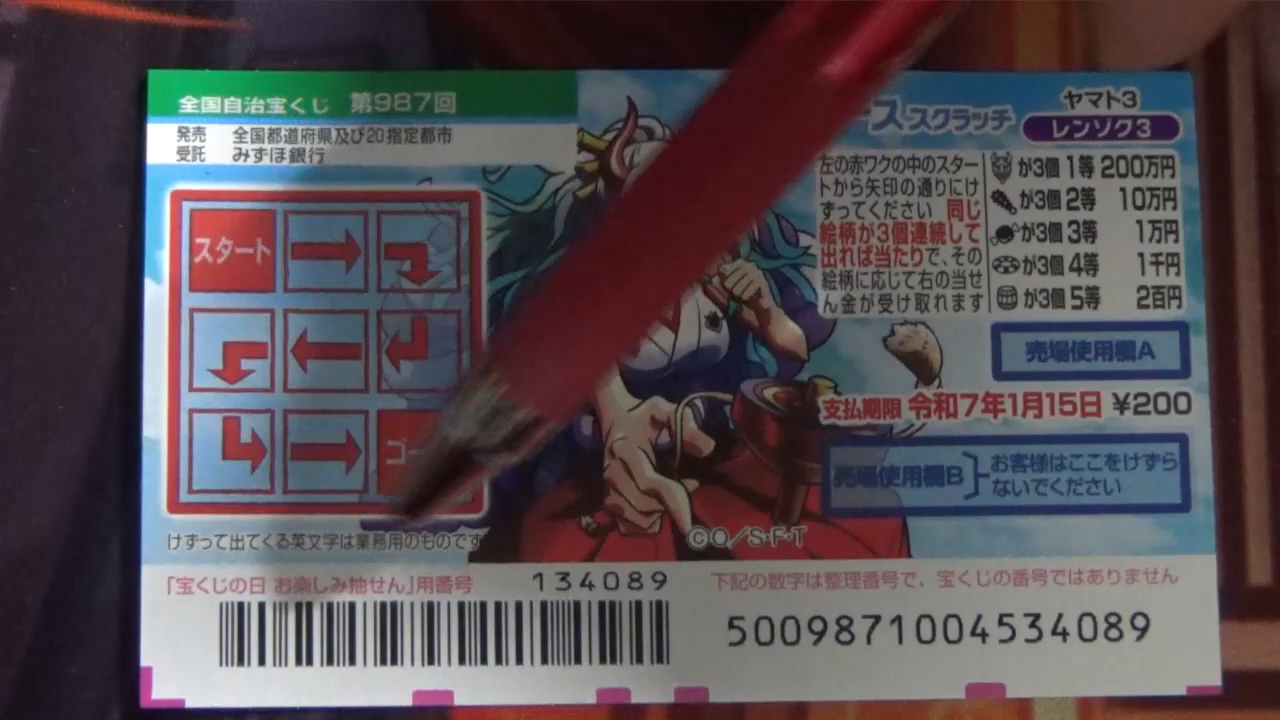 全国自治宝くじ 第987回
発売 全国都道府県及び20指定都市
受託 みずほ銀行
スタート
ース スクラッチ
ヤマト3
レンゾク3
左の赤ワクの中のスター
トから矢印の通りにけ
ずってください 同じ
絵柄が3個連続して
出れば当たりで、その
絵柄に応じて右の当せ
ん金が受け取れます
が3個 1等 200万円
が3個 2等 10万円
が3個 3等 1万円
が3個 4等 1千円
が3個 5等 2百円
売場使用欄A
支払期限 令和7年1月15日 ¥200
売場使用欄B
お客様はここをけずら
ないでください
©O/S・F・T
けずって出てくる英文字は業務用のものです
「宝くじの日 お楽しみ抽せん」用番号 134089
下記の数字は整理番号で、宝くじの番号ではありません
5009871004534089